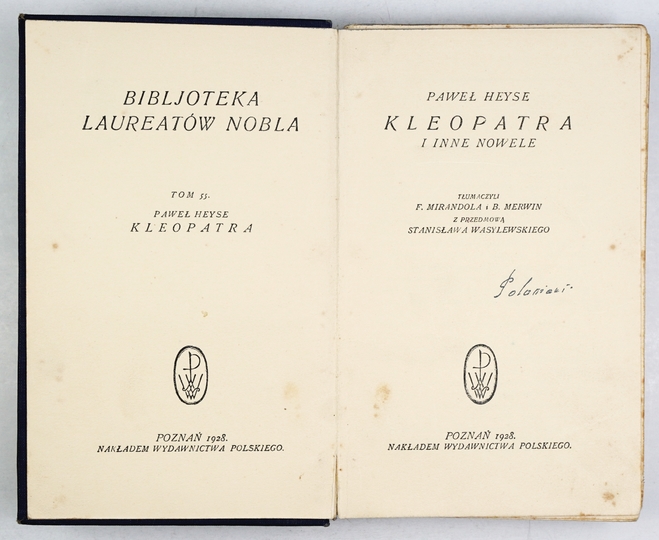 BIBLJOTEKA
LAUREATÓW NOBLA
TOM 55.
PAWEŁ HEYSE
KLEOPATRA
POZNAŃ 1928.
NAKŁADEM WYDAWNICTWA POLSKIEGO.
PAWEŁ HEYSE
KLEOPATRA
I INNE NOWELE
TŁUMACZYLI
F. MIRANDOLA i B. MERWIN
Z PRZEDMOWĄ
STANISŁAWA WASYLEWSKIEGO
POZNAŃ 1928.
NAKŁADEM WYDAWNICTWA POLSKIEGO.